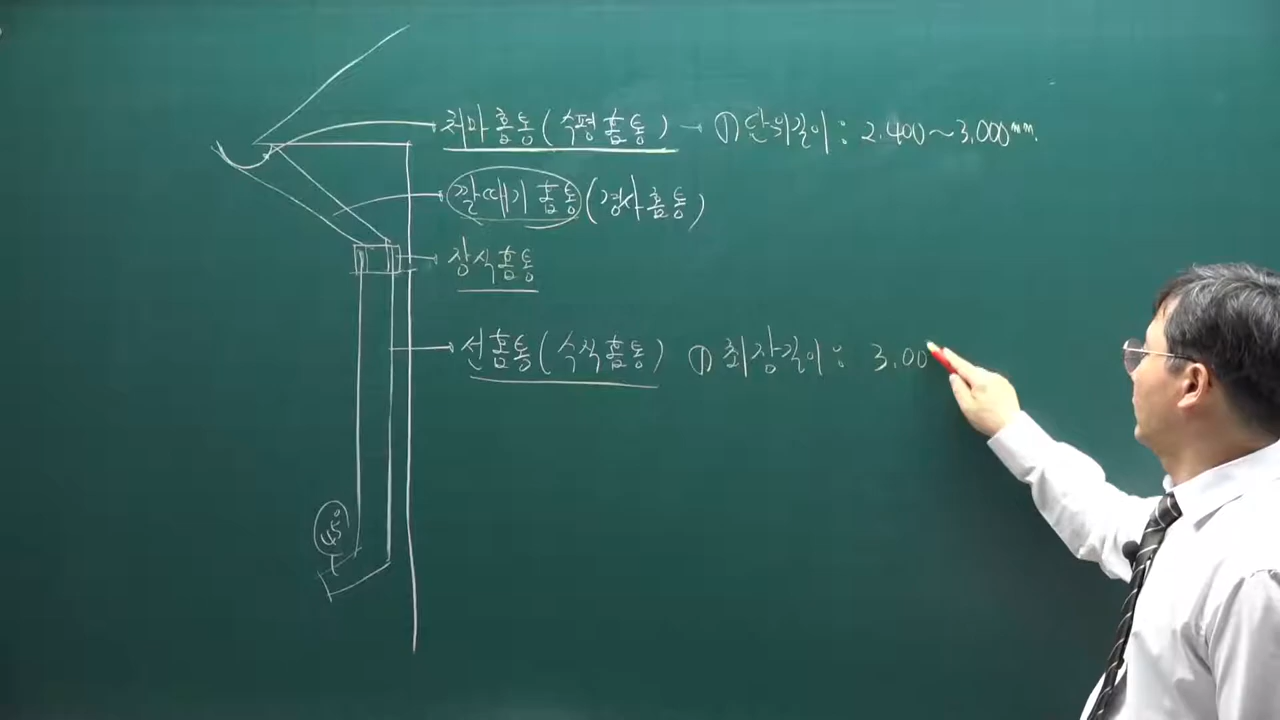 처마홈통(수평홈통) → ① 단위길이 : 2.400~3.000mm.
깔때기 홈통(경사홈통)
장식홈통
선홈통(수직홈통) ① 최장길이 : 3.00
45°